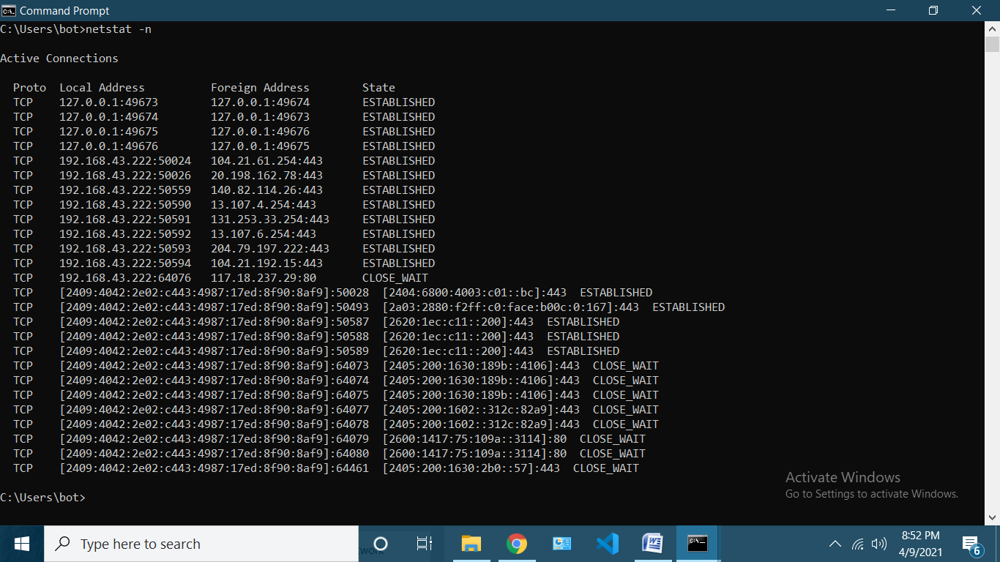 Command Prompt
C:\Users\bot>netstat -n
Active Connections
Proto  Local Address          Foreign Address        State
TCP    127.0.0.1:49673        127.0.0.1:49674        ESTABLISHED
TCP    127.0.0.1:49674        127.0.0.1:49673        ESTABLISHED
TCP    127.0.0.1:49675        127.0.0.1:49676        ESTABLISHED
TCP    127.0.0.1:49676        127.0.0.1:49675        ESTABLISHED
TCP    192.168.43.222:50024   104.21.61.254:443      ESTABLISHED
TCP    192.168.43.222:50026   20.198.162.78:443      ESTABLISHED
TCP    192.168.43.222:50559   140.82.114.26:443      ESTABLISHED
TCP    192.168.43.222:50590   13.107.4.254:443       ESTABLISHED
TCP    192.168.43.222:50591   131.253.33.254:443     ESTABLISHED
TCP    192.168.43.222:50592   13.107.6.254:443       ESTABLISHED
TCP    192.168.43.222:50593   204.79.197.222:443     ESTABLISHED
TCP    192.168.43.222:50594   104.21.192.15:443      ESTABLISHED
TCP    192.168.43.222:64076   117.18.237.29:80       CLOSE_WAIT
TCP    [2409:4042:2e02:c443:4987:17ed:8f90:8af9]:50028  [2404:6800:4003:c01::bc]:443  ESTABLISHED
TCP    [2409:4042:2e02:c443:4987:17ed:8f90:8af9]:50493  [2a03:2880:f2ff:c0:face:b00c:0:167]:443  ESTABLISHED
TCP    [2409:4042:2e02:c443:4987:17ed:8f90:8af9]:50587  [2620:1ec:c11::200]:443  ESTABLISHED
TCP    [2409:4042:2e02:c443:4987:17ed:8f90:8af9]:50588  [2620:1ec:c11::200]:443  ESTABLISHED
TCP    [2409:4042:2e02:c443:4987:17ed:8f90:8af9]:50589  [2620:1ec:c11::200]:443  ESTABLISHED
TCP    [2409:4042:2e02:c443:4987:17ed:8f90:8af9]:64073  [2405:200:1630:189b::4106]:443  CLOSE_WAIT
TCP    [2409:4042:2e02:c443:4987:17ed:8f90:8af9]:64074  [2405:200:1630:189b::4106]:443  CLOSE_WAIT
TCP    [2409:4042:2e02:c443:4987:17ed:8f90:8af9]:64075  [2405:200:1630:189b::4106]:443  CLOSE_WAIT
TCP    [2409:4042:2e02:c443:4987:17ed:8f90:8af9]:64077  [2405:200:1602::312c:82a9]:443  CLOSE_WAIT
TCP    [2409:4042:2e02:c443:4987:17ed:8f90:8af9]:64078  [2405:200:1602::312c:82a9]:443  CLOSE_WAIT
TCP    [2409:4042:2e02:c443:4987:17ed:8f90:8af9]:64079  [2600:1417:75:109a::3114]:80  CLOSE_WAIT
TCP    [2409:4042:2e02:c443:4987:17ed:8f90:8af9]:64080  [2600:1417:75:109a::3114]:80  CLOSE_WAIT
TCP    [2409:4042:2e02:c443:4987:17ed:8f90:8af9]:64461  [2405:200:1630:2b0::57]:443  CLOSE_WAIT
C:\Users\bot>
Activate Windows
Go to Settings to activate Windows.
Type here to search
8:52 PM
4/9/2021
6